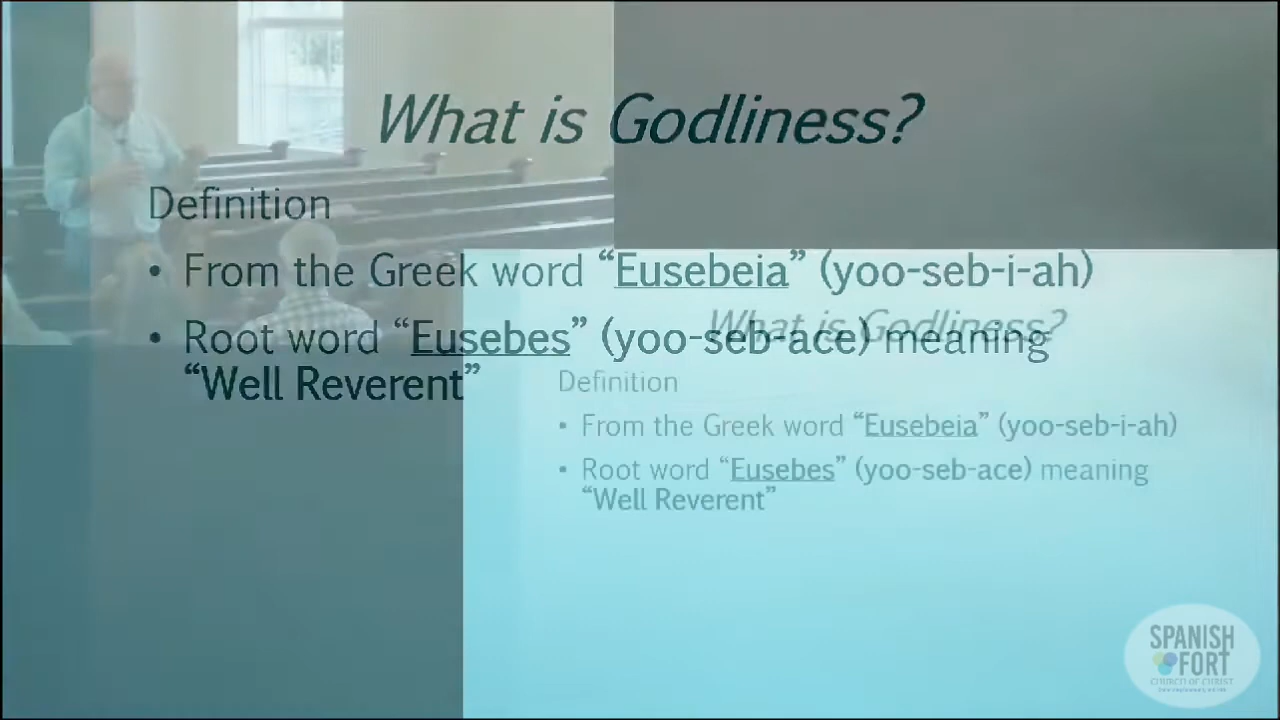 What is Godliness?
Definition
• From the Greek word “Eusebeia” (yoo-seb-i-ah)
• Root word “Eusebes” (yoo-seb-ace) meaning
“Well Reverent”
What is Godliness?
Definition
• From the Greek word “Eusebeia” (yoo-seb-i-ah)
• Root word “Eusebes” (yoo-seb-ace) meaning
“Well Reverent”
SPANISH
FORT
CHURCH OF CHRIST